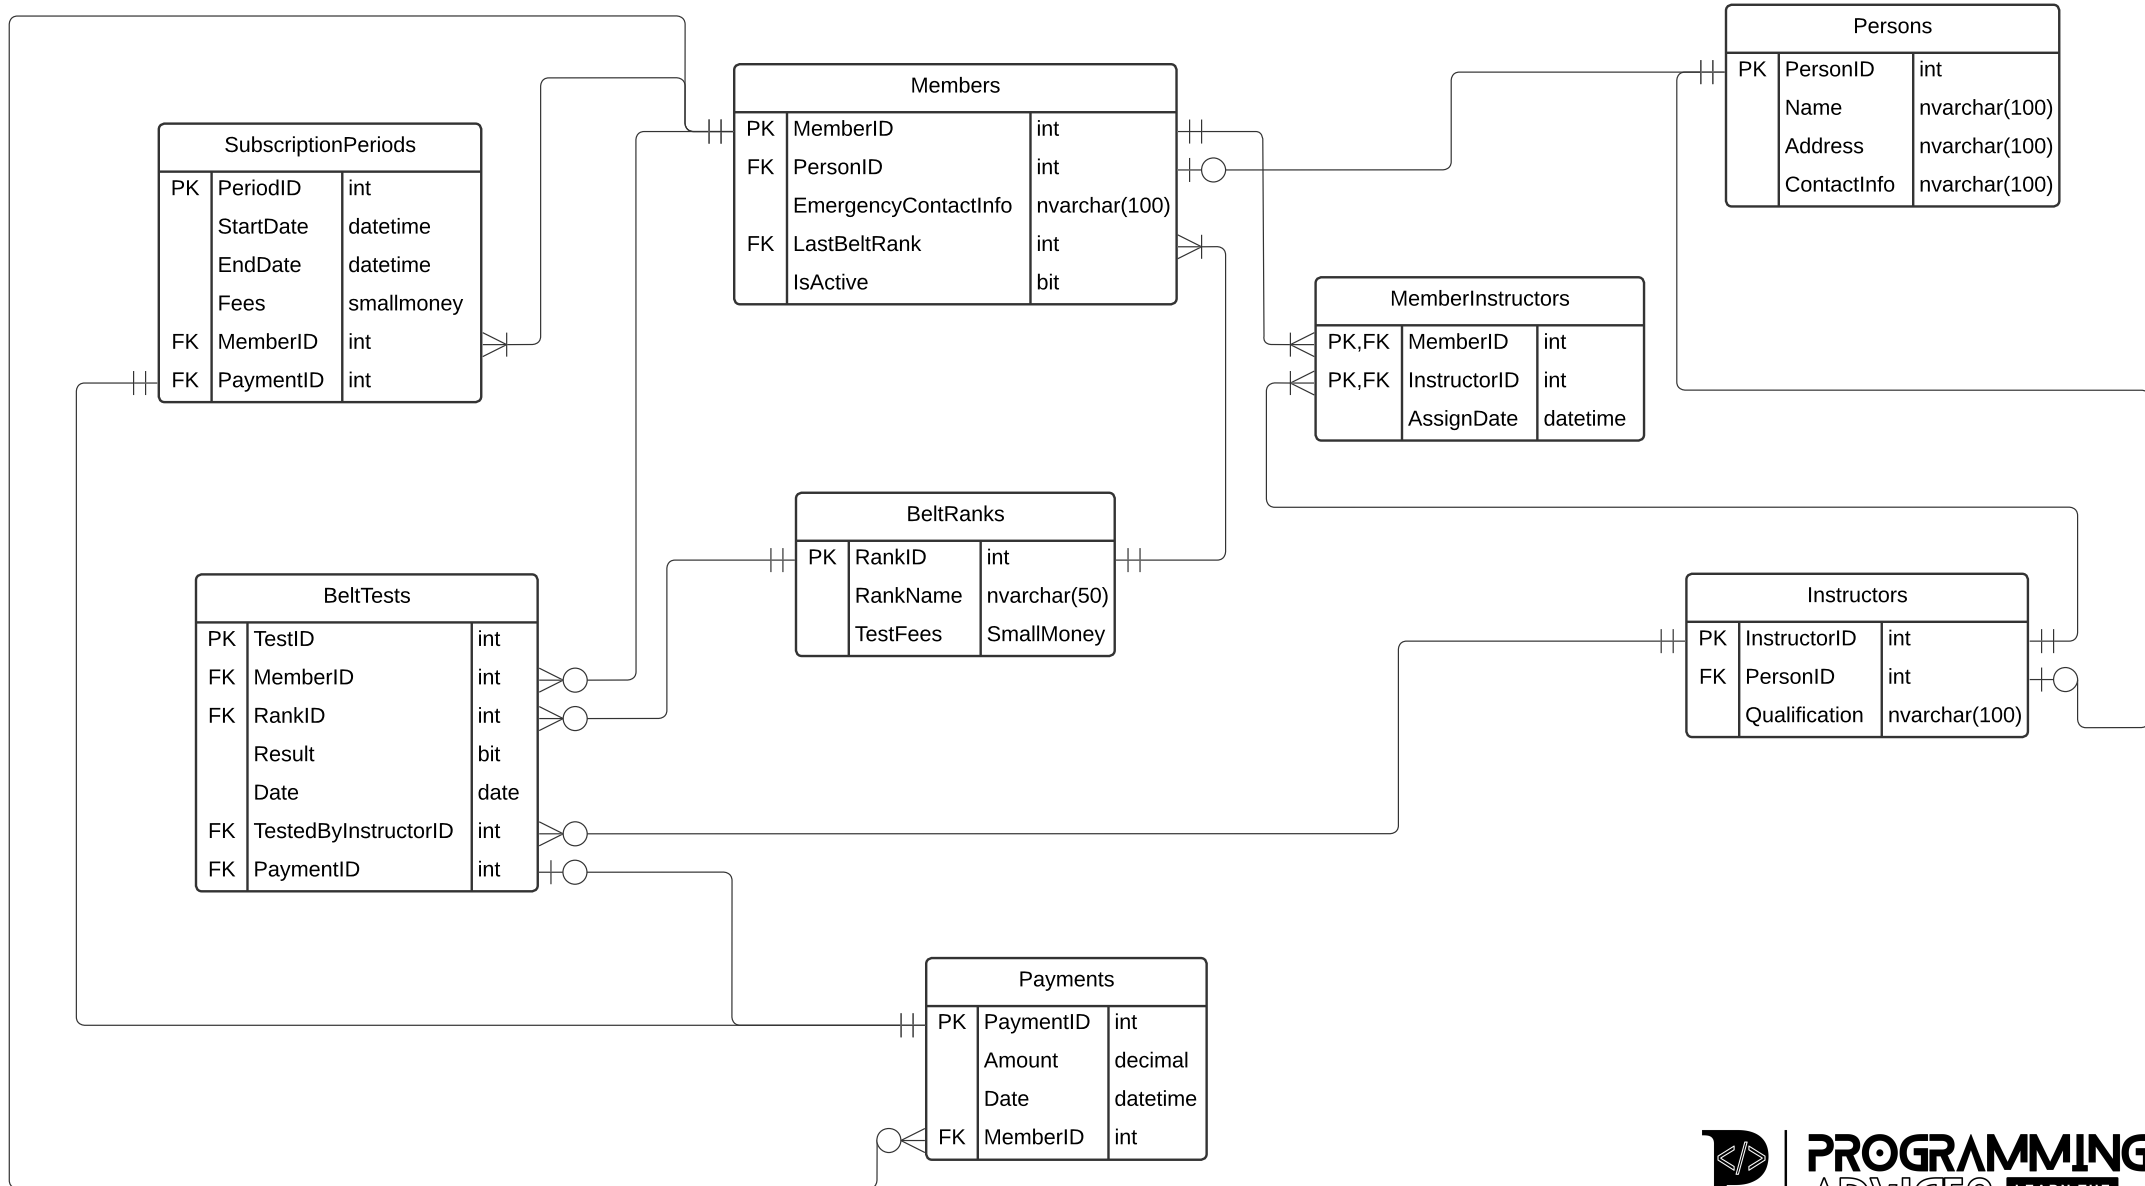 Persons
PK PersonID int
Name nvarchar(100)
Address nvarchar(100)
ContactInfo nvarchar(100)
Members
PK MemberID int
FK PersonID int
EmergencyContactInfo nvarchar(100)
FK LastBeltRank int
IsActive bit
SubscriptionPeriods
PK PeriodID int
StartDate datetime
EndDate datetime
Fees smallmoney
FK MemberID int
FK PaymentID int
MemberInstructors
PK,FK MemberID int
PK,FK InstructorID int
AssignDate datetime
BeltRanks
PK RankID int
RankName nvarchar(50)
TestFees SmallMoney
BeltTests
PK TestID int
FK MemberID int
FK RankID int
Result bit
Date date
FK TestedByInstructorID int
FK PaymentID int
Instructors
PK InstructorID int
FK PersonID int
Qualification nvarchar(100)
Payments
PK PaymentID int
Amount decimal
Date datetime
FK MemberID int
</>
PROGRAMMING